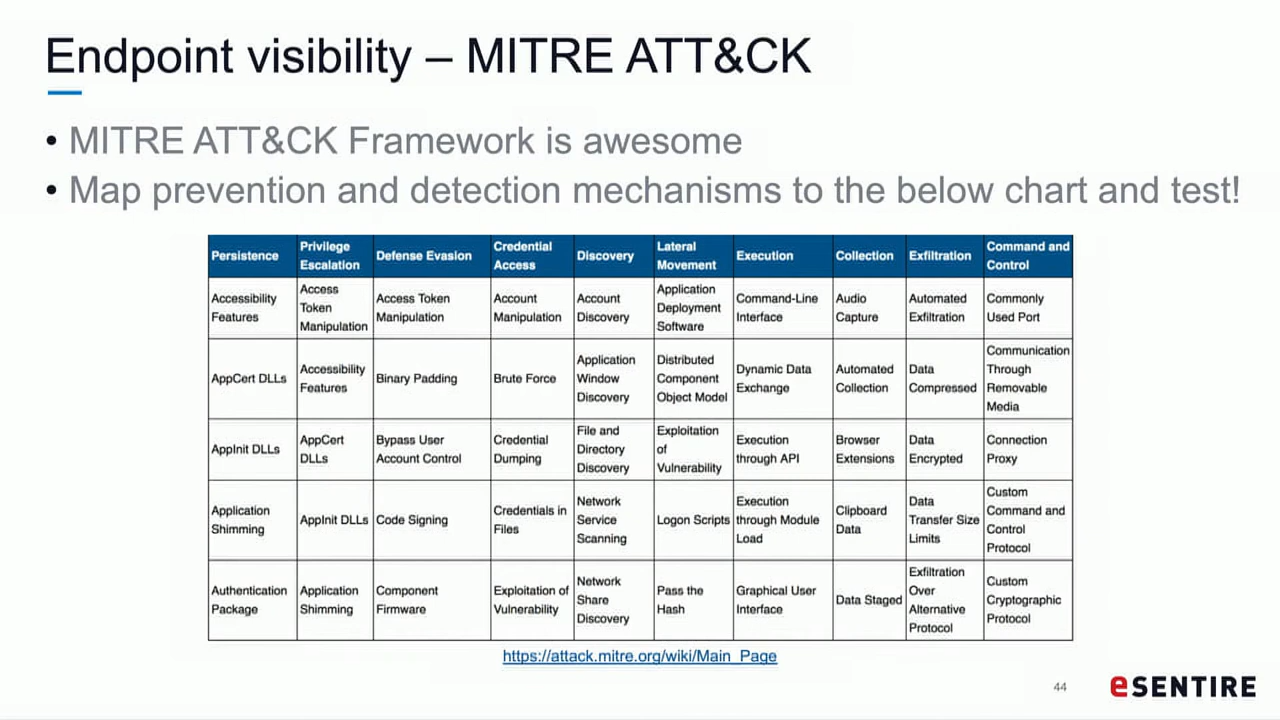 Endpoint visibility – MITRE ATT&CK
• MITRE ATT&CK Framework is awesome
• Map prevention and detection mechanisms to the below chart and test!
Persistence
Privilege
Escalation
Defense Evasion
Credential
Access
Discovery
Lateral
Movement
Execution
Collection
Exfiltration
Command and
Control
Accessibility
Features
Access
Token
Manipulation
Access Token
Manipulation
Account
Manipulation
Account
Discovery
Application
Deployment
Software
Command-Line
Interface
Audio
Capture
Automated
Exfiltration
Commonly
Used Port
AppCert DLLs
Accessibility
Features
Binary Padding
Brute Force
Application
Window
Discovery
Distributed
Component
Object Model
Dynamic Data
Exchange
Automated
Collection
Data
Compressed
Communication
Through
Removable
Media
AppInit DLLs
AppCert
DLLs
Bypass User
Account Control
Credential
Dumping
File and
Directory
Discovery
Exploitation
of
Vulnerability
Execution
through API
Browser
Extensions
Data
Encrypted
Connection
Proxy
Application
Shimming
AppInit DLLs
Code Signing
Credentials in
Files
Network
Service
Scanning
Logon Scripts
Execution
through Module
Load
Clipboard
Data
Data
Transfer Size
Limits
Custom
Command and
Control
Protocol
Authentication
Package
Application
Shimming
Component
Firmware
Exploitation of
Vulnerability
Network
Share
Discovery
Pass the
Hash
Graphical User
Interface
Data Staged
Exfiltration
Over
Alternative
Protocol
Custom
Cryptographic
Protocol
https://attack.mitre.org/wiki/Main_Page
44
eSENTIRE